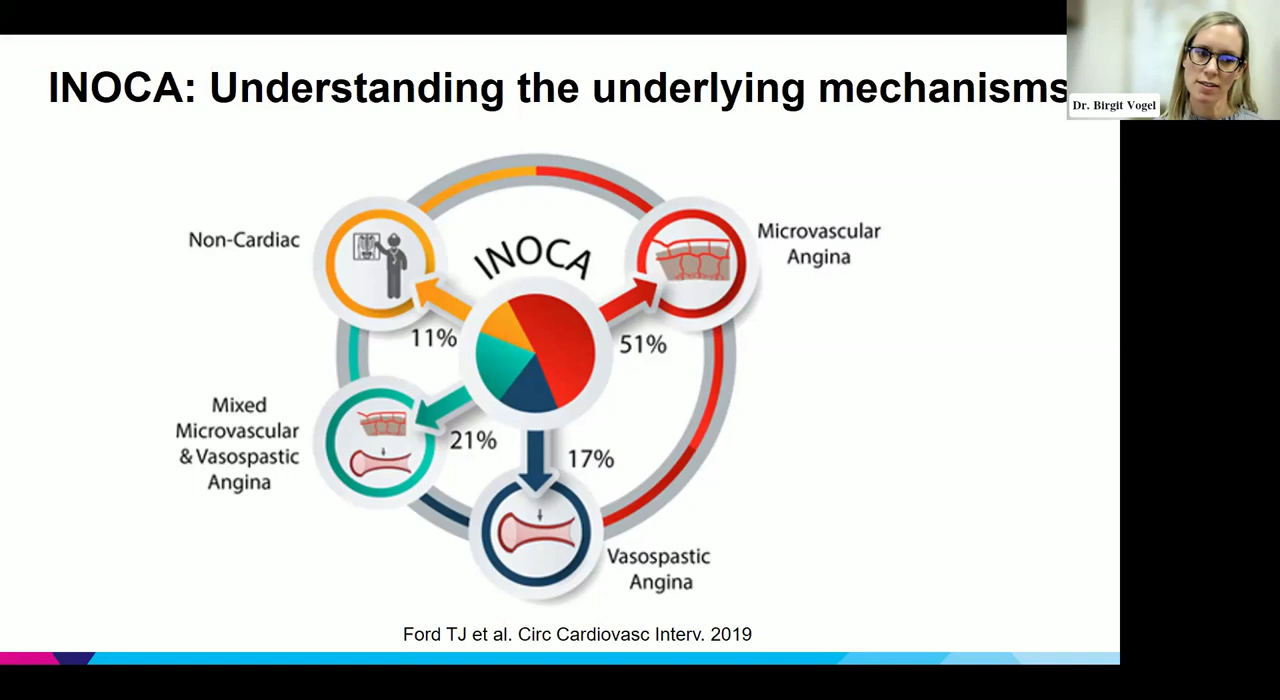 INOCA: Understanding the underlying mechanisms
Dr. Birgit Vogel
Non-Cardiac
INOCA
Microvascular
Angina
11%
51%
Mixed
Microvascular
& Vasospastic
Angina
21%
17%
Vasospastic
Angina
Ford TJ et al. Circ Cardiovasc Interv. 2019